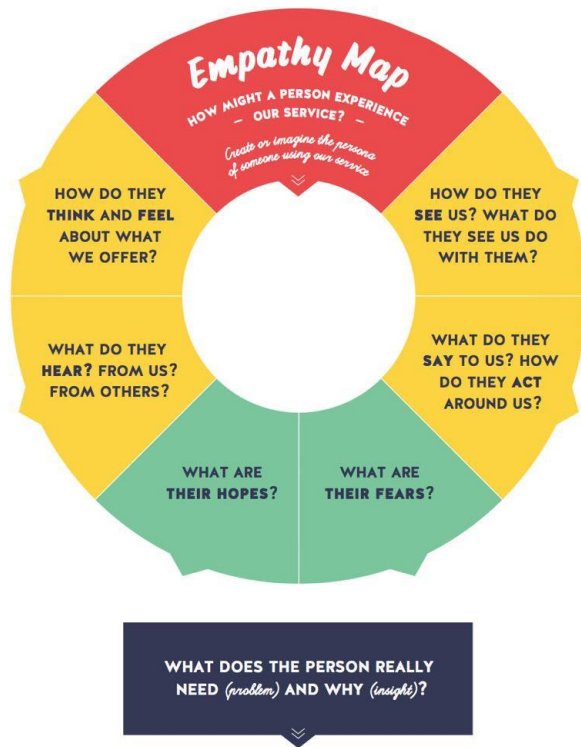 Empathy Map
HOW MIGHT A PERSON EXPERIENCE
– OUR SERVICE? –
Create or imagine the persona
of someone using our service
HOW DO THEY
THINK AND FEEL
ABOUT WHAT
WE OFFER?
HOW DO THEY
SEE US? WHAT DO
THEY SEE US DO
WITH THEM?
WHAT DO THEY
HEAR? FROM US?
FROM OTHERS?
WHAT DO THEY
SAY TO US? HOW
DO THEY ACT
AROUND US?
WHAT ARE
THEIR HOPES?
WHAT ARE
THEIR FEARS?
WHAT DOES THE PERSON REALLY
NEED (problem) AND WHY (insight)?